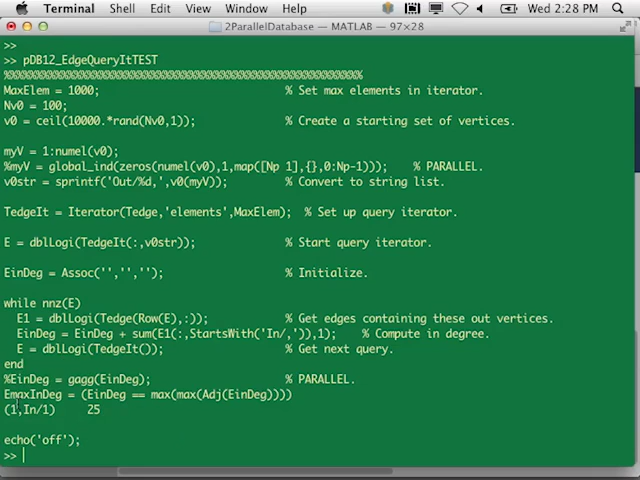 Terminal Shell Edit View Window Help Wed 2:28 PM
2ParallelDatabase — MATLAB — 97×28
>>
>> pDB12_EdgeQueryItTEST
MaxElem = 1000; % Set max elements in iterator.
Nv0 = 100;
v0 = ceil(10000.*rand(Nv0,1)); % Create a starting set of vertices.
myV = 1:numel(v0);
%myV = global_ind(zeros(numel(v0),1,map([Np 1],{},0:Np-1))); % PARALLEL.
v0str = sprintf('Out/%d,',v0(myV)); % Convert to string list.
TedgeIt = Iterator(Tedge,'elements',MaxElem); % Set up query iterator.
E = dblLogi(TedgeIt(:,v0str)); % Start query iterator.
EinDeg = Assoc('','',''); % Initialize.
while nnz(E)
E1 = dblLogi(Tedge(Row(E),:)); % Get edges containing these out vertices.
EinDeg = EinDeg + sum(E1(:,StartsWith('In/,')),1); % Compute in degree.
E = dblLogi(TedgeIt()); % Get next query.
end
%EinDeg = gagg(EinDeg); % PARALLEL.
EmaxInDeg = (EinDeg == max(max(Adj(EinDeg))))
(1,In/1) 25
echo('off');
>>